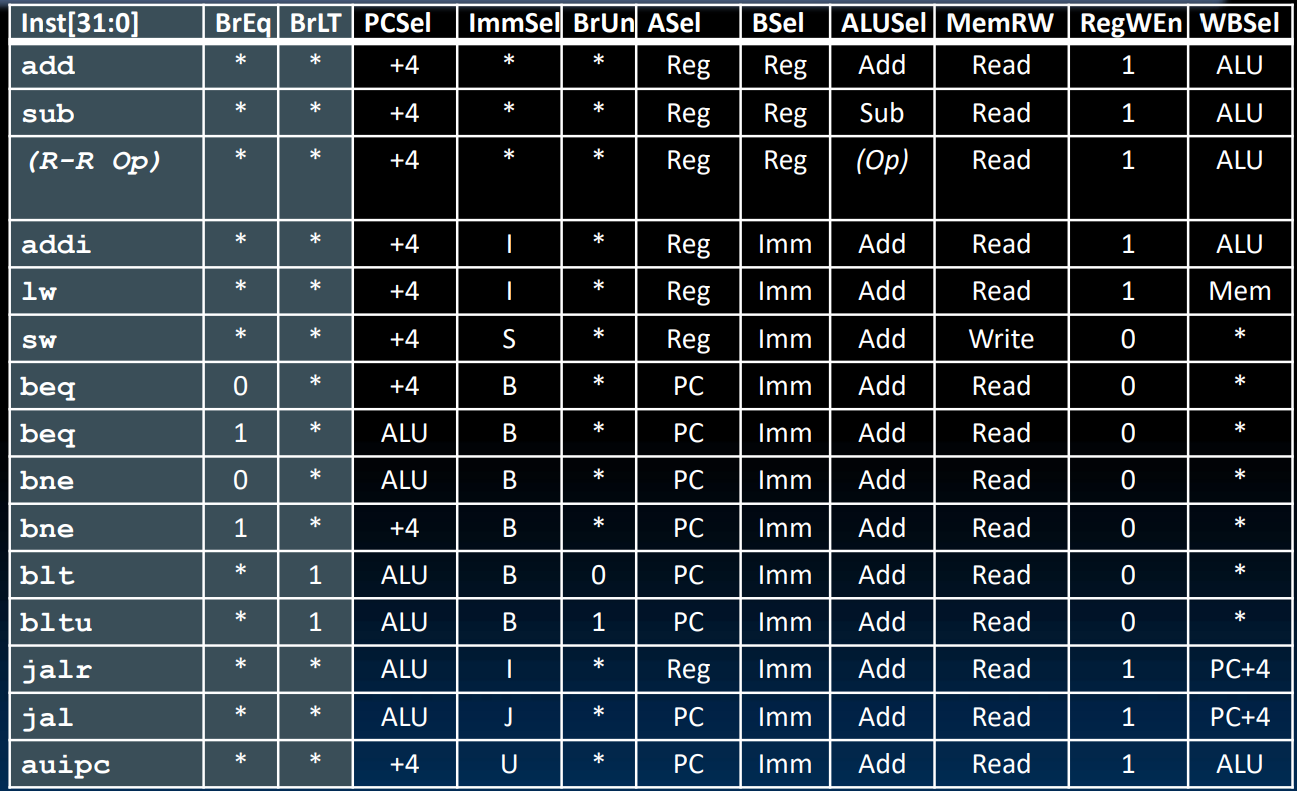 Inst[31:0] BrEq BrLT PCSel ImmSel BrUn ASel BSel ALUSel MemRW RegWEn WBSel
add * * +4 * * Reg Reg Add Read 1 ALU
sub * * +4 * * Reg Reg Sub Read 1 ALU
(R-R Op) * * +4 * * Reg Reg (Op) Read 1 ALU
addi * * +4 I * Reg Imm Add Read 1 ALU
lw * * +4 I * Reg Imm Add Read 1 Mem
sw * * +4 S * Reg Imm Add Write 0 *
beq 0 * +4 B * PC Imm Add Read 0 *
beq 1 * ALU B * PC Imm Add Read 0 *
bne 0 * ALU B * PC Imm Add Read 0 *
bne 1 * +4 B * PC Imm Add Read 0 *
blt * 1 ALU B 0 PC Imm Add Read 0 *
bltu * 1 ALU B 1 PC Imm Add Read 0 *
jalr * * ALU I * Reg Imm Add Read 1 PC+4
jal * * ALU J * PC Imm Add Read 1 PC+4
auipc * * +4 U * PC Imm Add Read 1 ALU